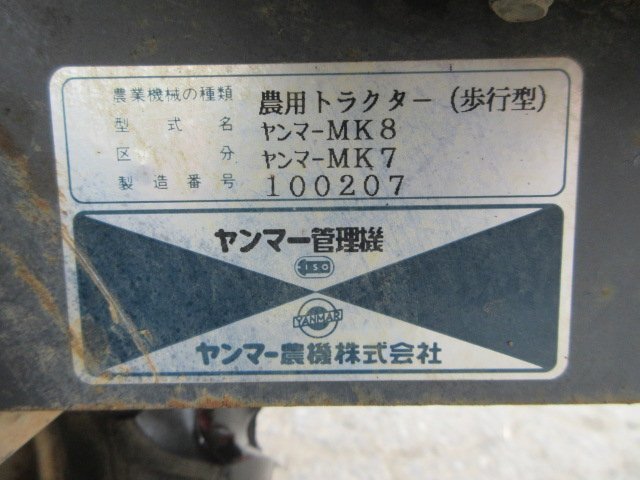 農業機械の種類 農用トラクター(歩行型)
型式名 ヤンマーMK8
区分 ヤンマーMK7
製造番号 100207
ヤンマー管理機
ISO
YANMAR
ヤンマー農機株式会社